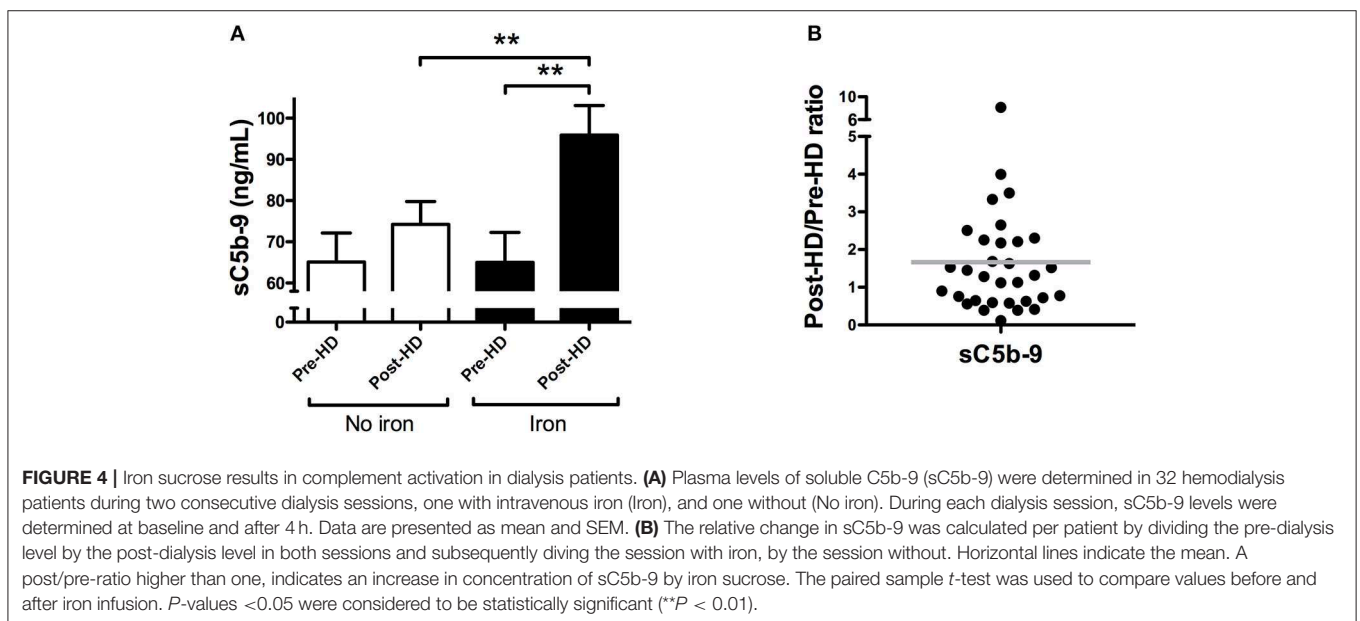 A
**
**
sC5b-9 (ng/mL)
100
90
80
70
60
0
Pre-HD
Post-HD
Pre-HD
Post-HD
No iron
Iron
B
Post-HD/Pre-HD ratio
10
6
5
4
3
2
1
0
sC5b-9
FIGURE 4 | Iron sucrose results in complement activation in dialysis patients. (A) Plasma levels of soluble C5b-9 (sC5b-9) were determined in 32 hemodialysis
patients during two consecutive dialysis sessions, one with intravenous iron (Iron), and one without (No iron). During each dialysis session, sC5b-9 levels were
determined at baseline and after 4 h. Data are presented as mean and SEM. (B) The relative change in sC5b-9 was calculated per patient by dividing the pre-dialysis
level by the post-dialysis level in both sessions and subsequently diving the session with iron, by the session without. Horizontal lines indicate the mean. A
post/pre-ratio higher than one, indicates an increase in concentration of sC5b-9 by iron sucrose. The paired sample t-test was used to compare values before and
after iron infusion. P-values <0.05 were considered to be statistically significant (**P < 0.01).